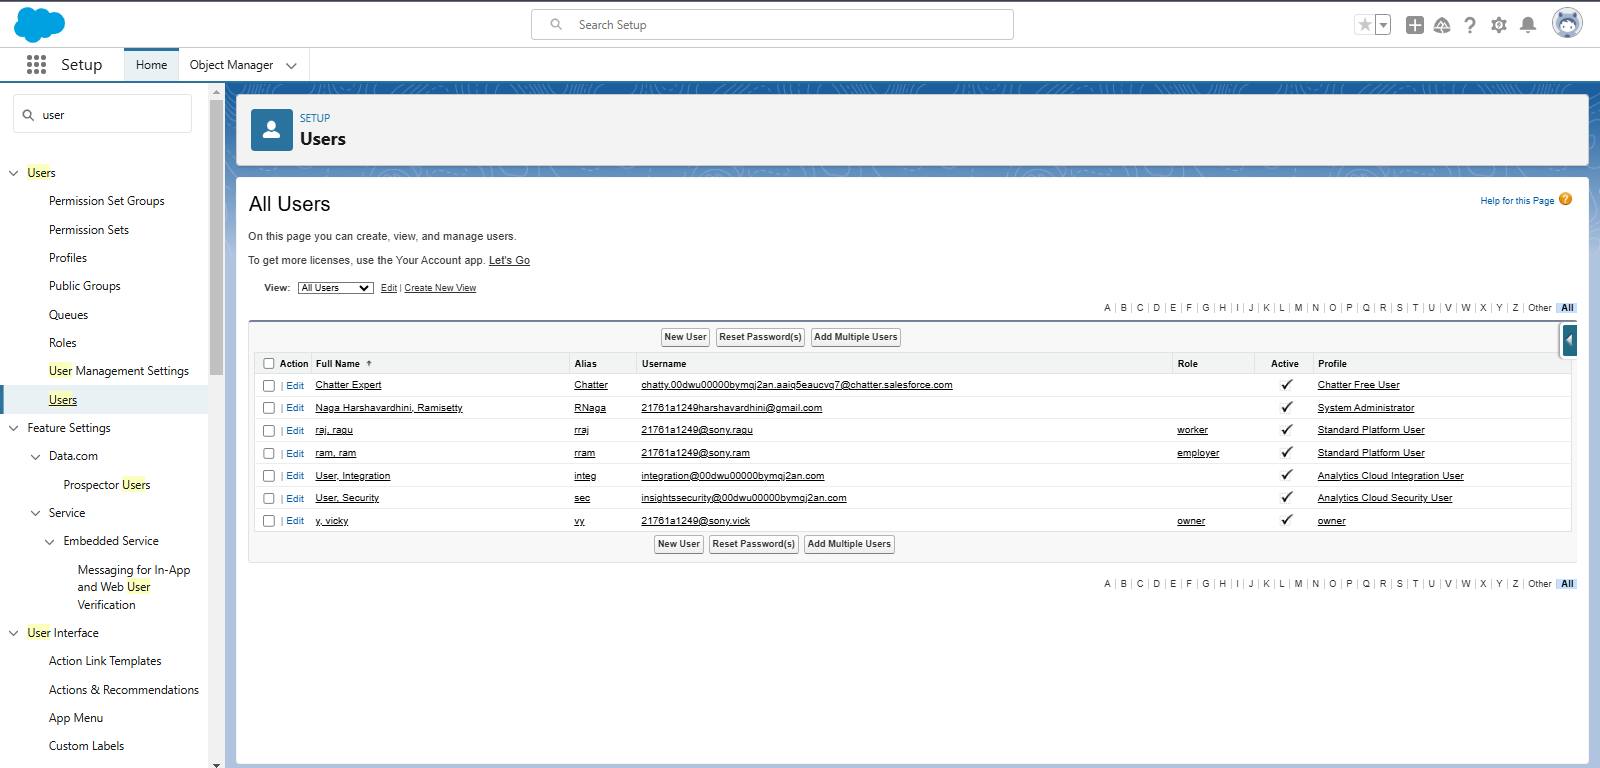 Search Setup
Setup
Home
Object Manager
user
Users
Permission Set Groups
Permission Sets
Profiles
Public Groups
Queues
Roles
User Management Settings
Users
Feature Settings
Data.com
Prospector Users
Service
Embedded Service
Messaging for In-App
and Web User
Verification
User Interface
Action Link Templates
Actions & Recommendations
App Menu
Custom Labels
SETUP
Users
All Users
Help for this Page ?
On this page you can create, view, and manage users.
To get more licenses, use the Your Account app. Let's Go
View: All Users Edit | Create New View
A | B | C | D | E | F | G | H | I | J | K | L | M | N | O | P | Q | R | S | T | U | V | W | X | Y | Z | Other All
New User Reset Password(s) Add Multiple Users
Action Full Name Alias Username Role Active Profile
| Edit Chatter Expert Chatter chatty.00dwu00000bymqj2an.aaiq5eaucvq7@chatter.salesforce.com Chatter Free User
| Edit Naga Harshavardhini, Ramisetty RNaga 21761a1249harshavardhini@gmail.com System Administrator
| Edit raj, ragu rraj 21761a1249@sony.ragu worker Standard Platform User
| Edit ram, ram rram 21761a1249@sony.ram employer Standard Platform User
| Edit User, Integration integ integration@00dwu00000bymqj2an.com Analytics Cloud Integration User
| Edit User, Security sec insightssecurity@00dwu00000bymqj2an.com Analytics Cloud Security User
| Edit y, vicky vy 21761a1249@sony.vick owner owner
New User Reset Password(s) Add Multiple Users
A | B | C | D | E | F | G | H | I | J | K | L | M | N | O | P | Q | R | S | T | U | V | W | X | Y | Z | Other All